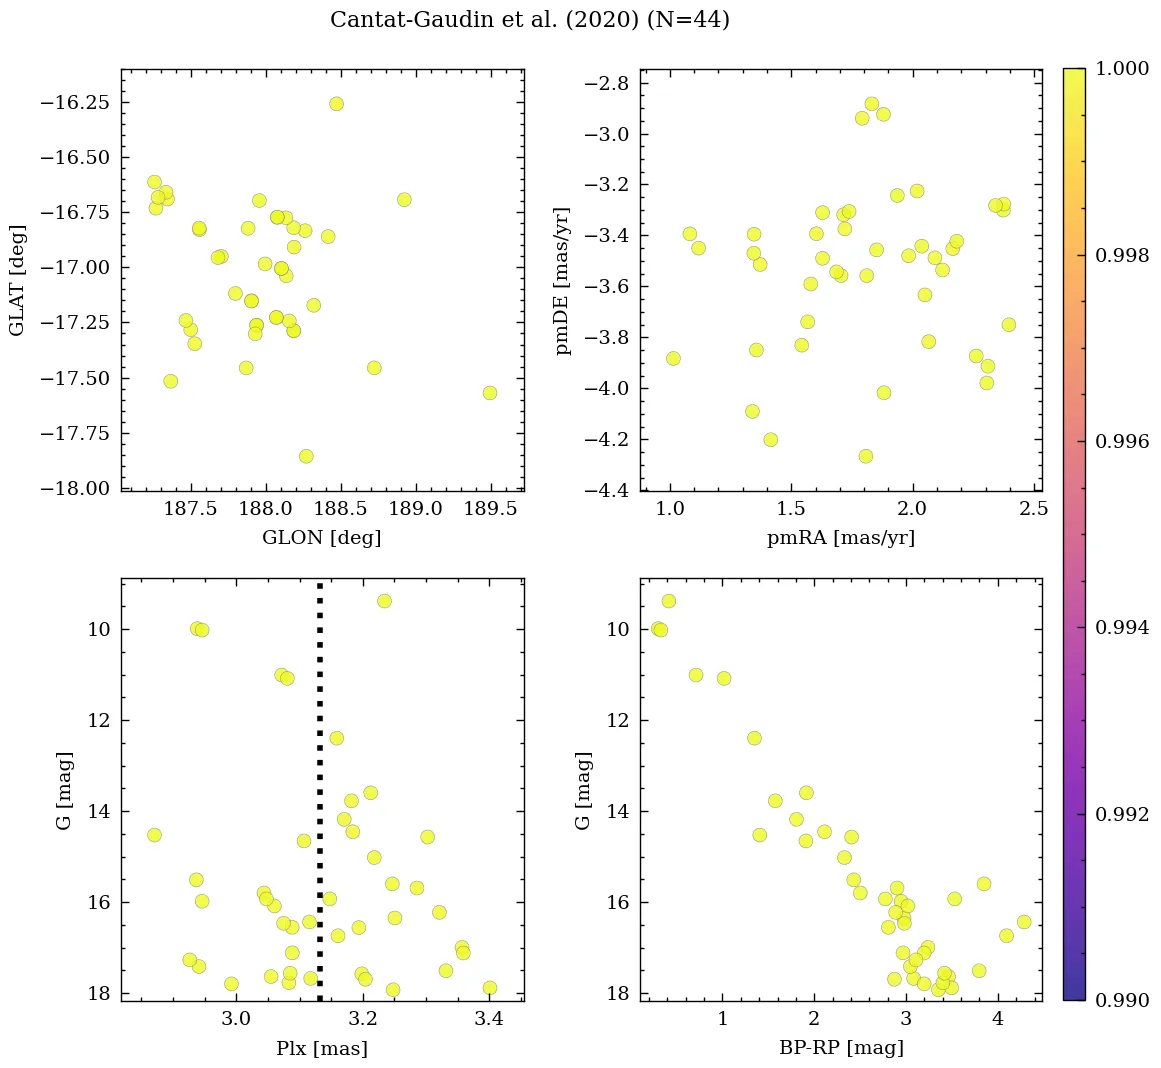 Cantat-Gaudin et al. (2020) (N=44)
−16.25
−16.50
−16.75
−17.00
−17.25
−17.50
−17.75
−18.00
GLAT [deg]
187.5 188.0 188.5 189.0 189.5
GLON [deg]
−2.8
−3.0
−3.2
−3.4
−3.6
−3.8
−4.0
−4.2
−4.4
pmDE [mas/yr]
1.0 1.5 2.0 2.5
pmRA [mas/yr]
10
12
14
16
18
G [mag]
3.0 3.2 3.4
Plx [mas]
10
12
14
16
18
G [mag]
1 2 3 4
BP-RP [mag]
1.000
0.998
0.996
0.994
0.992
0.990